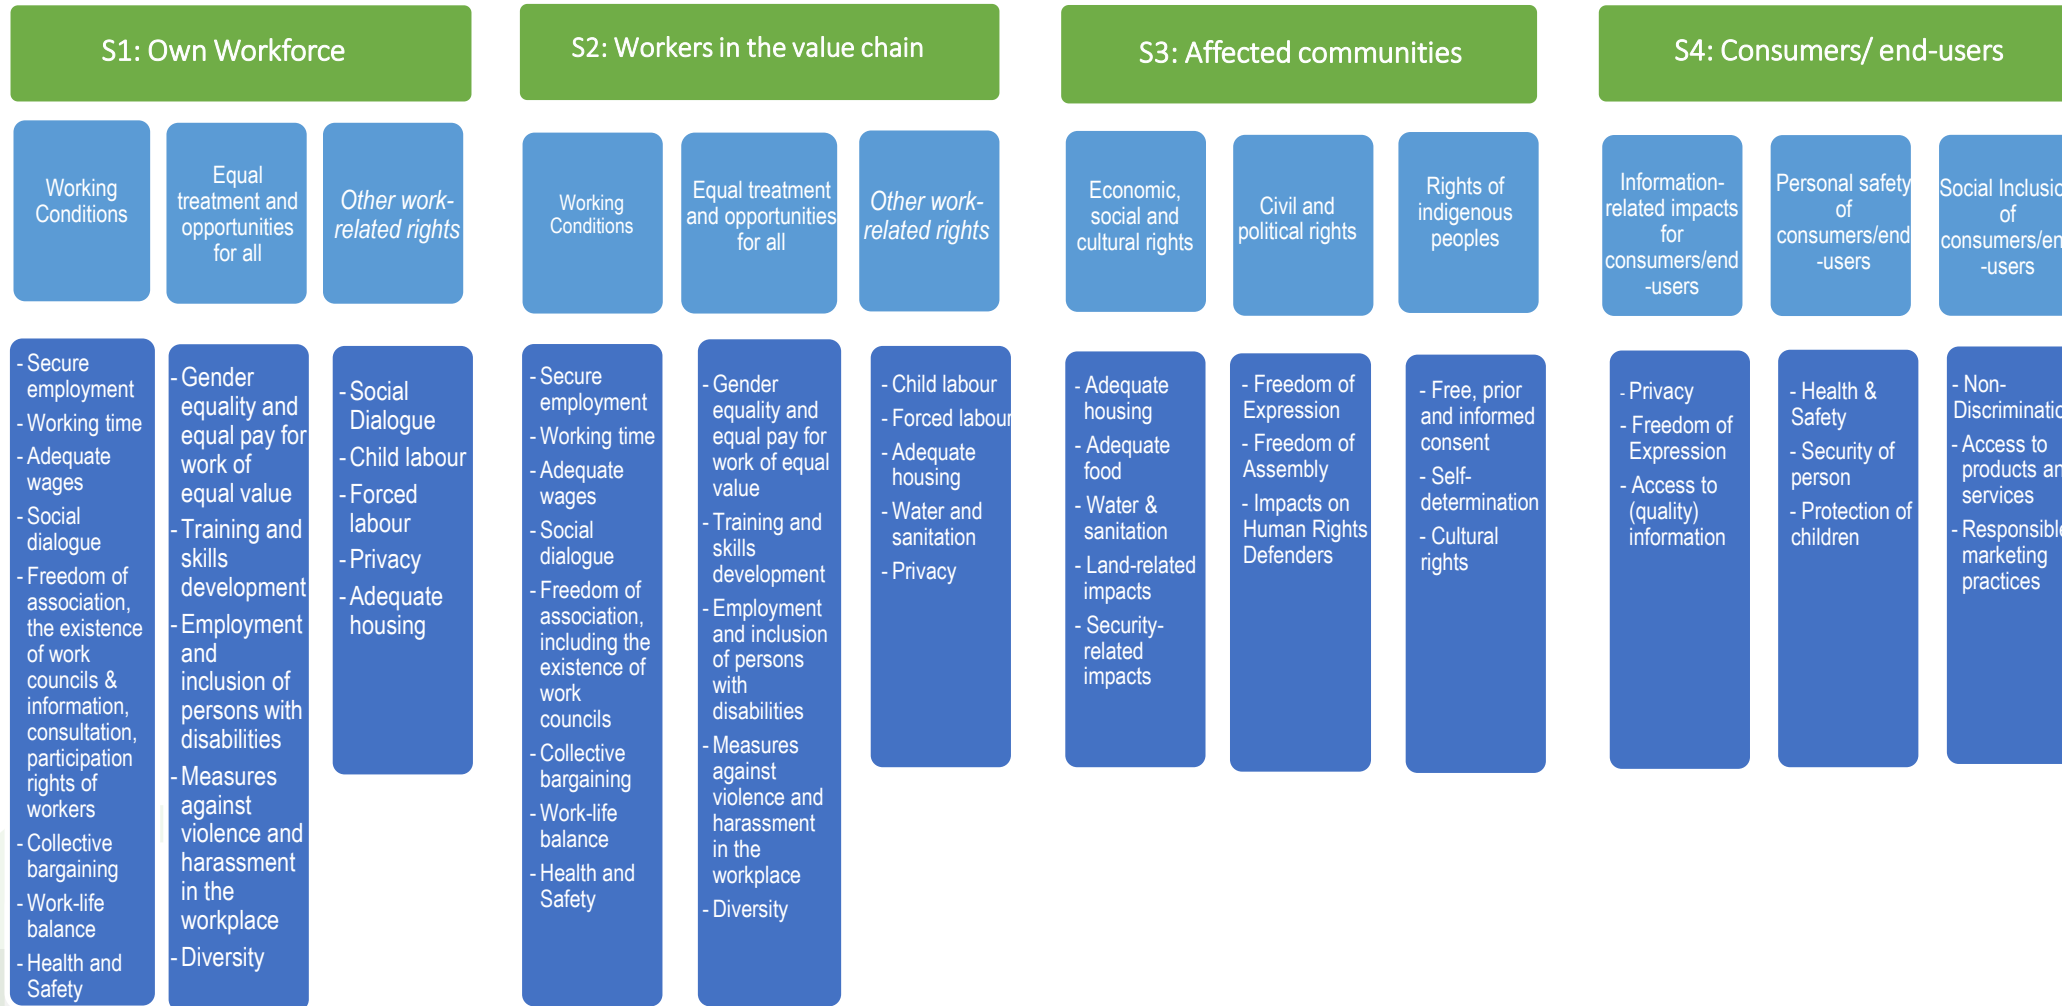 S1: Own Workforce
Working
Conditions
Equal
treatment and
opportunities
for all
Other work-
related rights
- Secure
employment
- Working time
- Adequate
wages
- Social
dialogue
- Freedom of
association,
the existence
of work
councils &
information,
consultation,
participation
rights of
workers
- Collective
bargaining
- Work-life
balance
- Health and
Safety
- Gender
equality and
equal pay for
work of
equal value
- Training and
skills
development
- Employment
and
inclusion of
persons with
disabilities
- Measures
against
violence and
harassment
in the
workplace
- Diversity
- Social
Dialogue
- Child labour
- Forced
labour
- Privacy
- Adequate
housing
S2: Workers in the value chain
Working
Conditions
Equal treatment
and opportunities
for all
Other work-
related rights
- Secure
employment
- Working time
- Adequate
wages
- Social
dialogue
- Freedom of
association,
including the
existence of
work
councils
- Collective
bargaining
- Work-life
balance
- Health and
Safety
- Gender
equality and
equal pay for
work of equal
value
- Training and
skills
development
- Employment
and inclusion
of persons
with
disabilities
- Measures
against
violence and
harassment
in the
workplace
- Diversity
- Child labour
- Forced labour
- Adequate
housing
- Water and
sanitation
- Privacy
S3: Affected communities
Economic,
social and
cultural rights
Civil and
political rights
Rights of
indigenous
peoples
- Adequate
housing
- Adequate
food
- Water &
sanitation
- Land-related
impacts
- Security-
related
impacts
- Freedom of
Expression
- Freedom of
Assembly
- Impacts on
Human Rights
Defenders
- Free, prior
and informed
consent
- Self-
determination
- Cultural
rights
S4: Consumers/ end-users
Information-
related impacts
for
consumers/end
-users
Personal safety
of
consumers/end
-users
Social Inclusio
of
consumers/en
-users
- Privacy
- Freedom of
Expression
- Access to
(quality)
information
- Health &
Safety
- Security of
person
- Protection of
children
- Non-
Discriminatio
- Access to
products an
services
- Responsible
marketing
practices